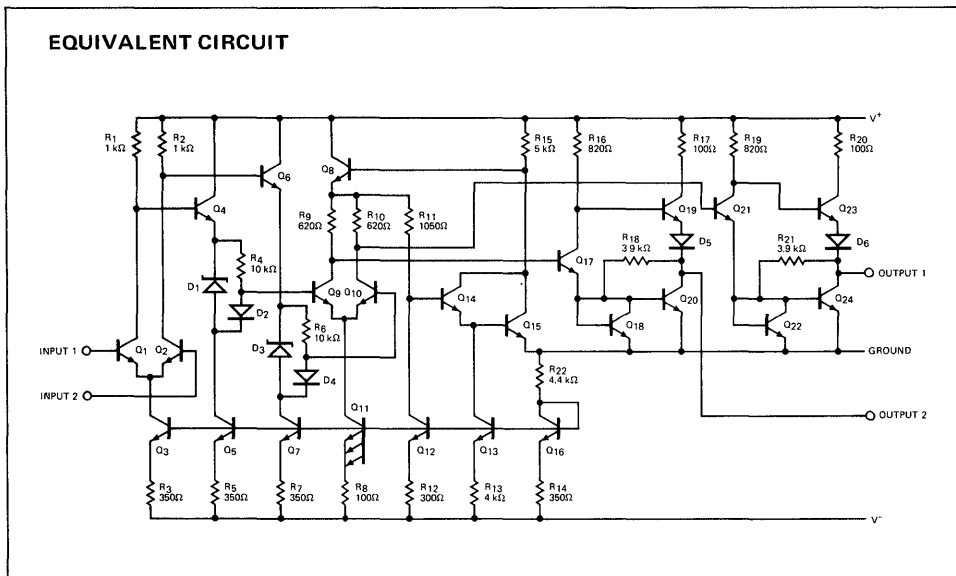 EQUIVALENT CIRCUIT
V+
R1
1 kΩ
R2
1 kΩ
R15
5 kΩ
R16
820Ω
R17
100Ω
R19
820Ω
R20
100Ω
Q8
Q6
Q4
Q19
Q21
Q23
R9
620Ω
R10
620Ω
R11
1050Ω
R4
10 kΩ
R18
3.9 kΩ
D5
R21
3.9 kΩ
D6
Q17
OUTPUT 1
D1
D2
Q9
Q10
Q14
Q20
Q24
R6
10 kΩ
Q15
Q18
Q22
D3
INPUT 1
Q1
Q2
GROUND
D4
R22
4.4 kΩ
INPUT 2
Q11
OUTPUT 2
Q3
Q5
Q7
Q12
Q13
Q16
R3
350Ω
R5
350Ω
R7
350Ω
R8
100Ω
R12
300Ω
R13
4 kΩ
R14
350Ω
V-